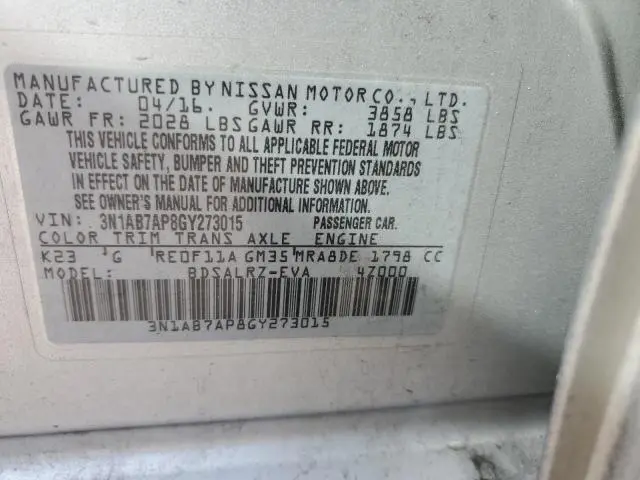 MANUFACTURED BY NISSAN MOTOR CO., LTD.
DATE: 04/16. GVWR: 3858 LBS
GAWR FR: 2028 LBS GAWR RR: 1874 LBS
THIS VEHICLE CONFORMS TO ALL APPLICABLE FEDERAL MOTOR
VEHICLE SAFETY, BUMPER AND THEFT PREVENTION STANDARDS
IN EFFECT ON THE DATE OF MANUFACTURE SHOWN ABOVE.
SEE OWNER'S MANUAL FOR ADDITIONAL INFORMATION.
VIN: 3N1AB7AP8GY273015 PASSENGER CAR.
COLOR TRIM TRANS AXLE ENGINE
K23 G RE0F11A GM35 MRA8DE 1798 CC
MODEL: BDSALRZ-EVA 4Z000
3N1AB7AP8GY273015